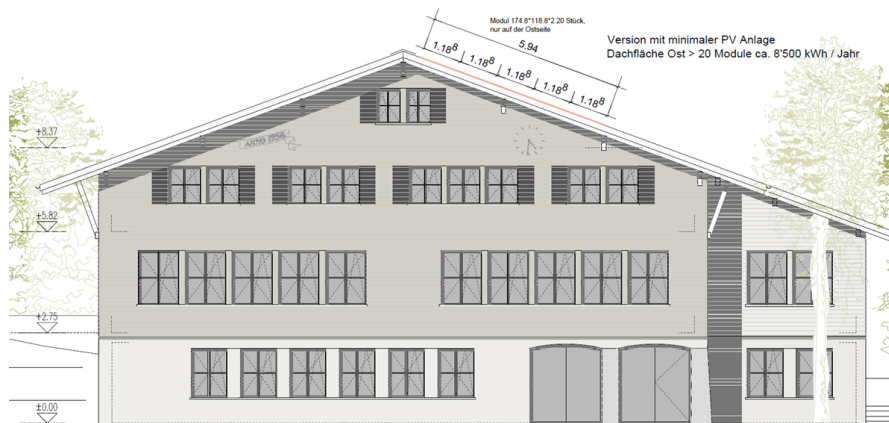 Modul 174.8*118.8*2 20 Stück,
nur auf der Ostseite
Version mit minimaler PV Anlage
Dachfläche Ost > 20 Module ca. 8'500 kWh / Jahr
5.94
1.18⁸
1.18⁸
1.18⁸
1.18⁸
1.18⁸
+8.37
+5.82
+2.75
±0.00